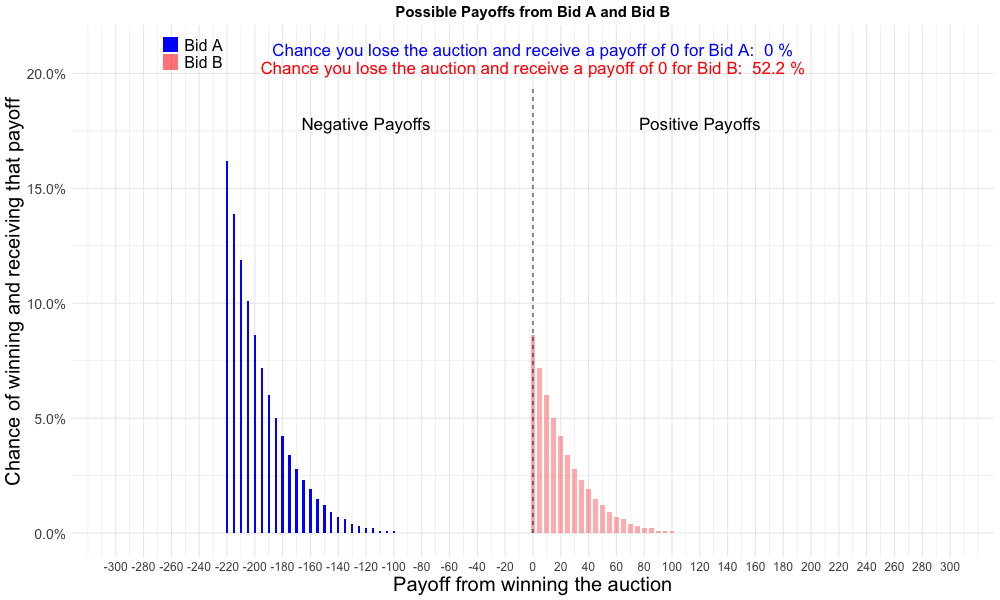 Possible Payoffs from Bid A and Bid B
Bid A
Bid B
Chance you lose the auction and receive a payoff of 0 for Bid A:  0 %
Chance you lose the auction and receive a payoff of 0 for Bid B:  52.2 %
Negative Payoffs
Positive Payoffs
Chance of winning and receiving that payoff
20.0%
15.0%
10.0%
5.0%
0.0%
-300 -280 -260 -240 -220 -200 -180 -160 -140 -120 -100 -80 -60 -40 -20 0 20 40 60 80 100 120 140 160 180 200 220 240 260 280 300
Payoff from winning the auction